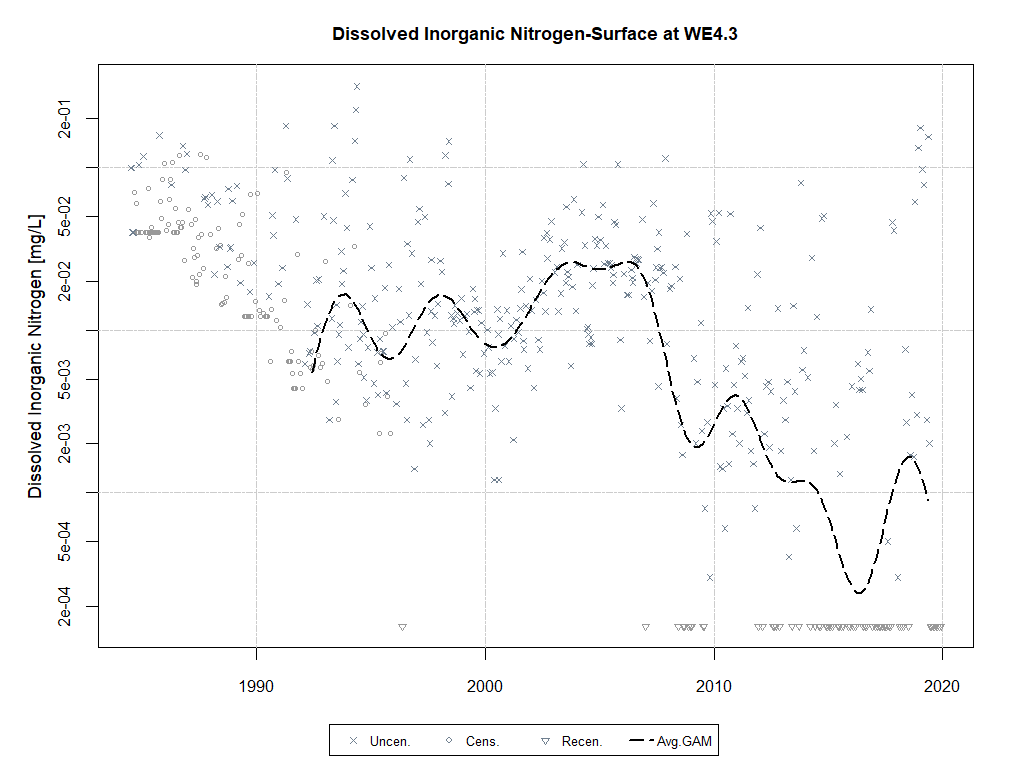 Dissolved Inorganic Nitrogen-Surface at WE4.3
Dissolved Inorganic Nitrogen [mg/L]
2e-01
5e-02
2e-02
5e-03
2e-03
5e-04
2e-04
1990 2000 2010 2020
Uncen. Cens. Recen. Avg.GAM